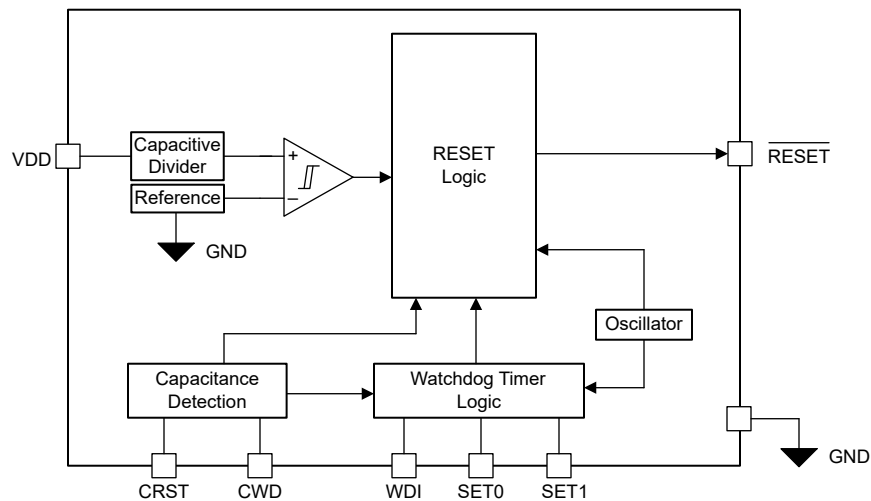 VDD
Capacitive
Divider
+
Reference
−
GND
RESET
Logic
RESET
Oscillator
Capacitance
Detection
Watchdog Timer
Logic
GND
CRST
CWD
WDI
SET0
SET1